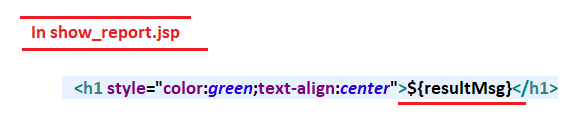 In show_report.jsp
<h1 style="color:green;text-align:center">${resultMsg}</h1>